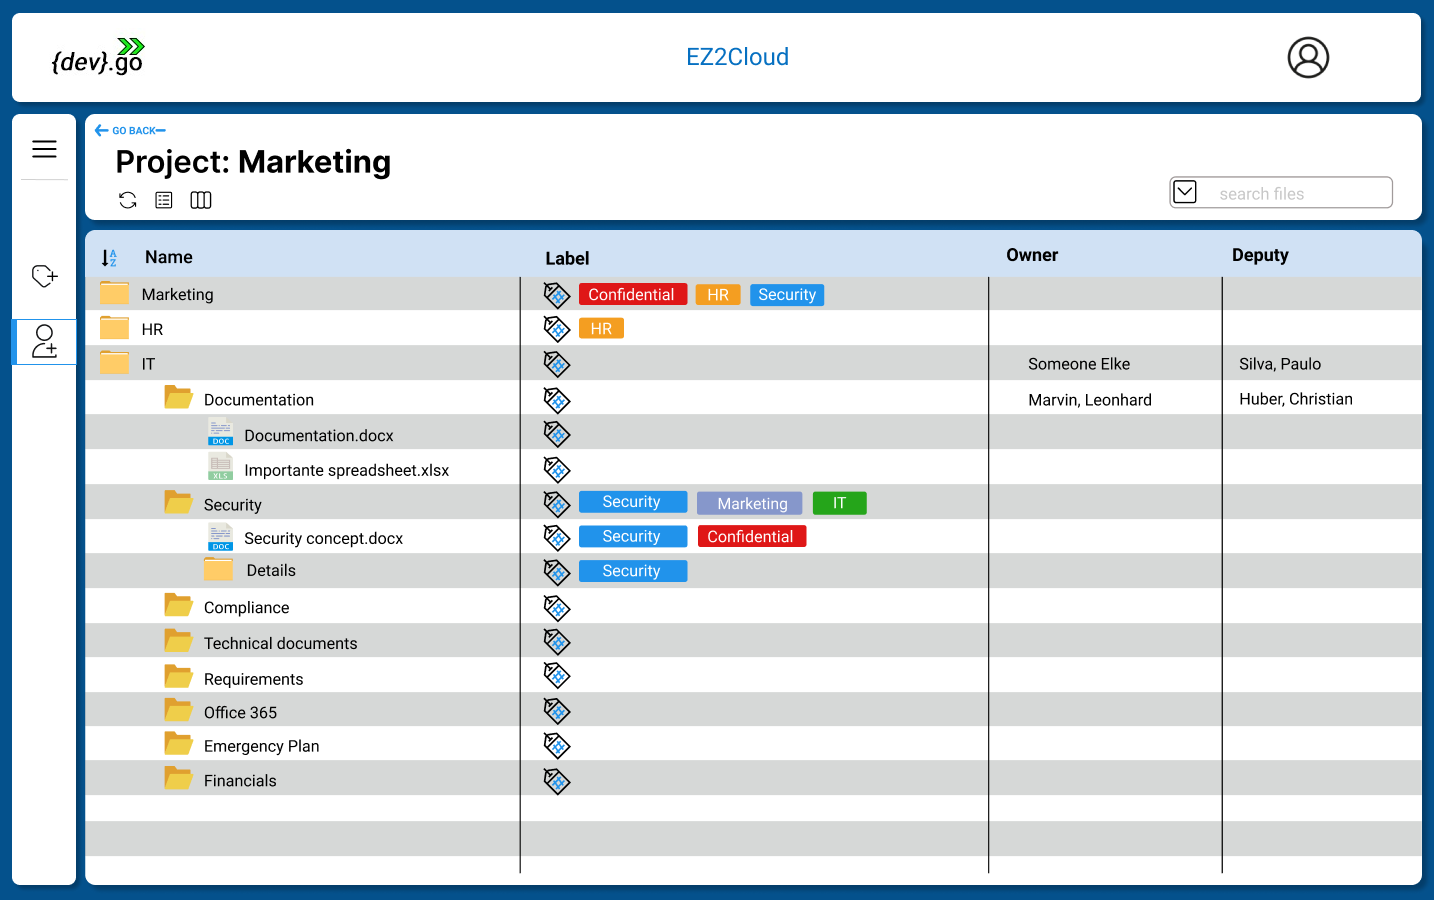 {dev}.go
EZ2Cloud
GO BACK
Project: Marketing
search files
A
Z
Name Label Owner Deputy
Marketing Confidential HR Security
HR HR
IT Someone Elke Silva, Paulo
Documentation Marvin, Leonhard Huber, Christian
DOC Documentation.docx
XLS Importante spreadsheet.xlsx
Security Security Marketing IT
DOC Security concept.docx Security Confidential
Details Security
Compliance
Technical documents
Requirements
Office 365
Emergency Plan
Financials